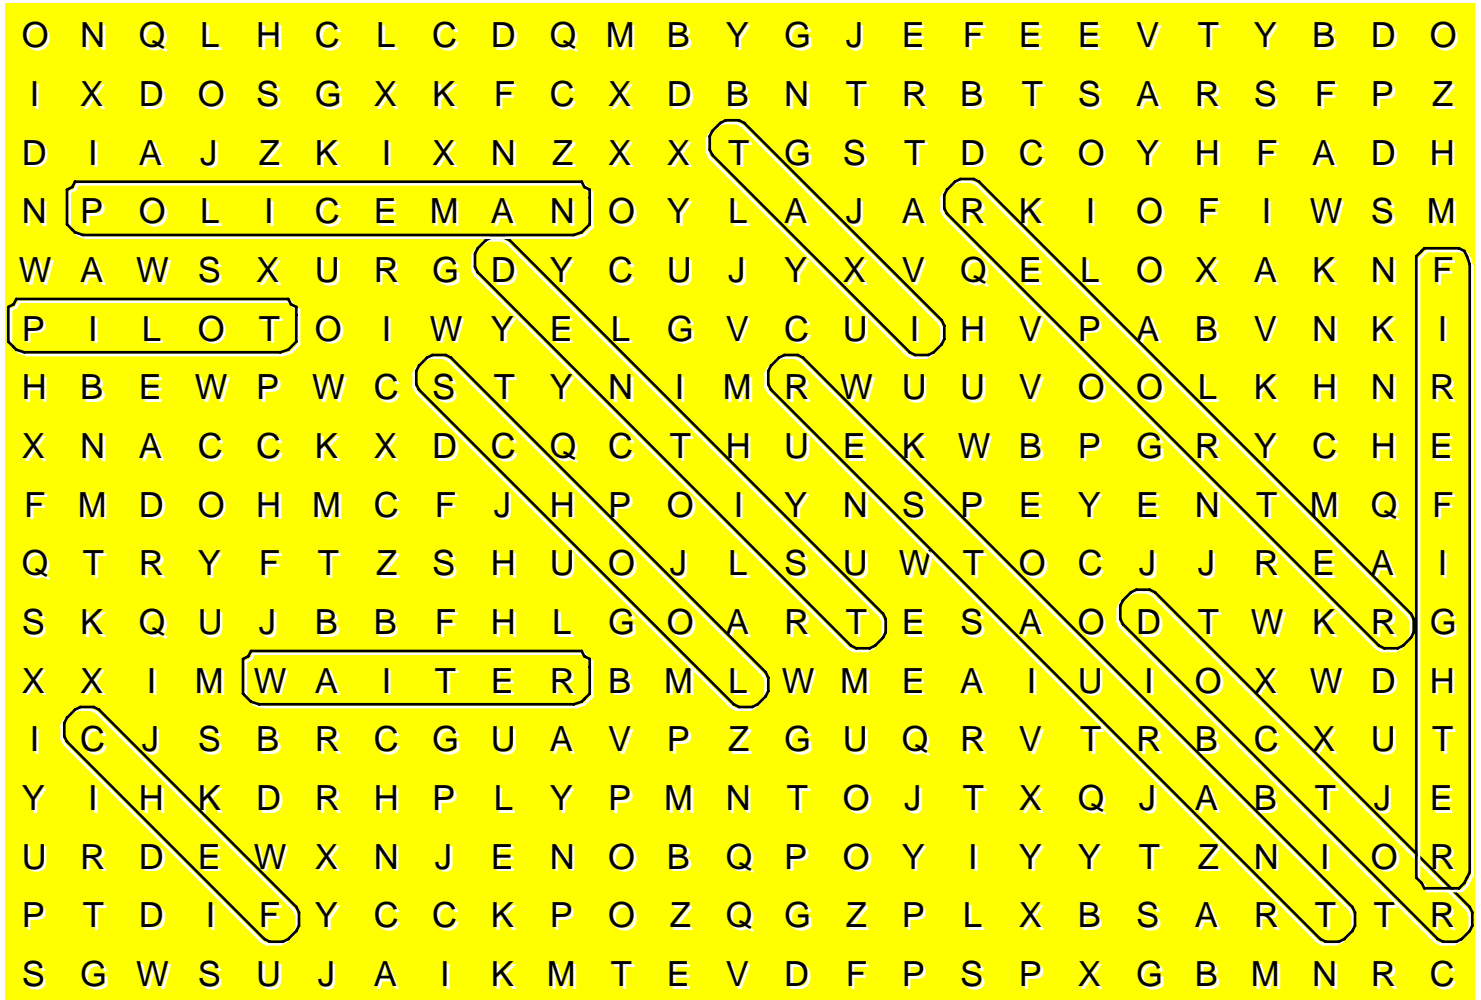 O N Q L H C L C D Q M B Y G J E F E E V T Y B D O
I X D O S G X K F C X D B N T R B T S A R S F P Z
D I A J Z K I X N Z X X T G S T D C O Y H F A D H
N P O L I C E M A N O Y L A J A R K I O F I W S M
W A W S X U R G D Y C U J Y X V Q E L O X A K N F
P I L O T O I W Y E L G V C U I H V P A B V N K I
H B E W P W C S T Y N I M R W U U V O O L K H N R
X N A C C K X D C Q C T H U E K W B P G R Y C H E
F M D O H M C F J H P O I Y N S P E Y E N T M Q F
Q T R Y F T Z S H U O J L S U W T O C J J R E A I
S K Q U J B B F H L G O A R T E S A O D T W K R G
X X I M W A I T E R B M L W M E A I U I O X W D H
I C J S B R C G U A V P Z G U Q R V T R B C X U T
Y I H K D R H P L Y P M N T O J T X Q J A B T J E
U R D E W X N J E N O B Q P O Y I Y Y T Z N I O R
P T D I F Y C C K P O Z Q G Z P L X B S A R T T R
S G W S U J A I K M T E V D F P S P X G B M N R C